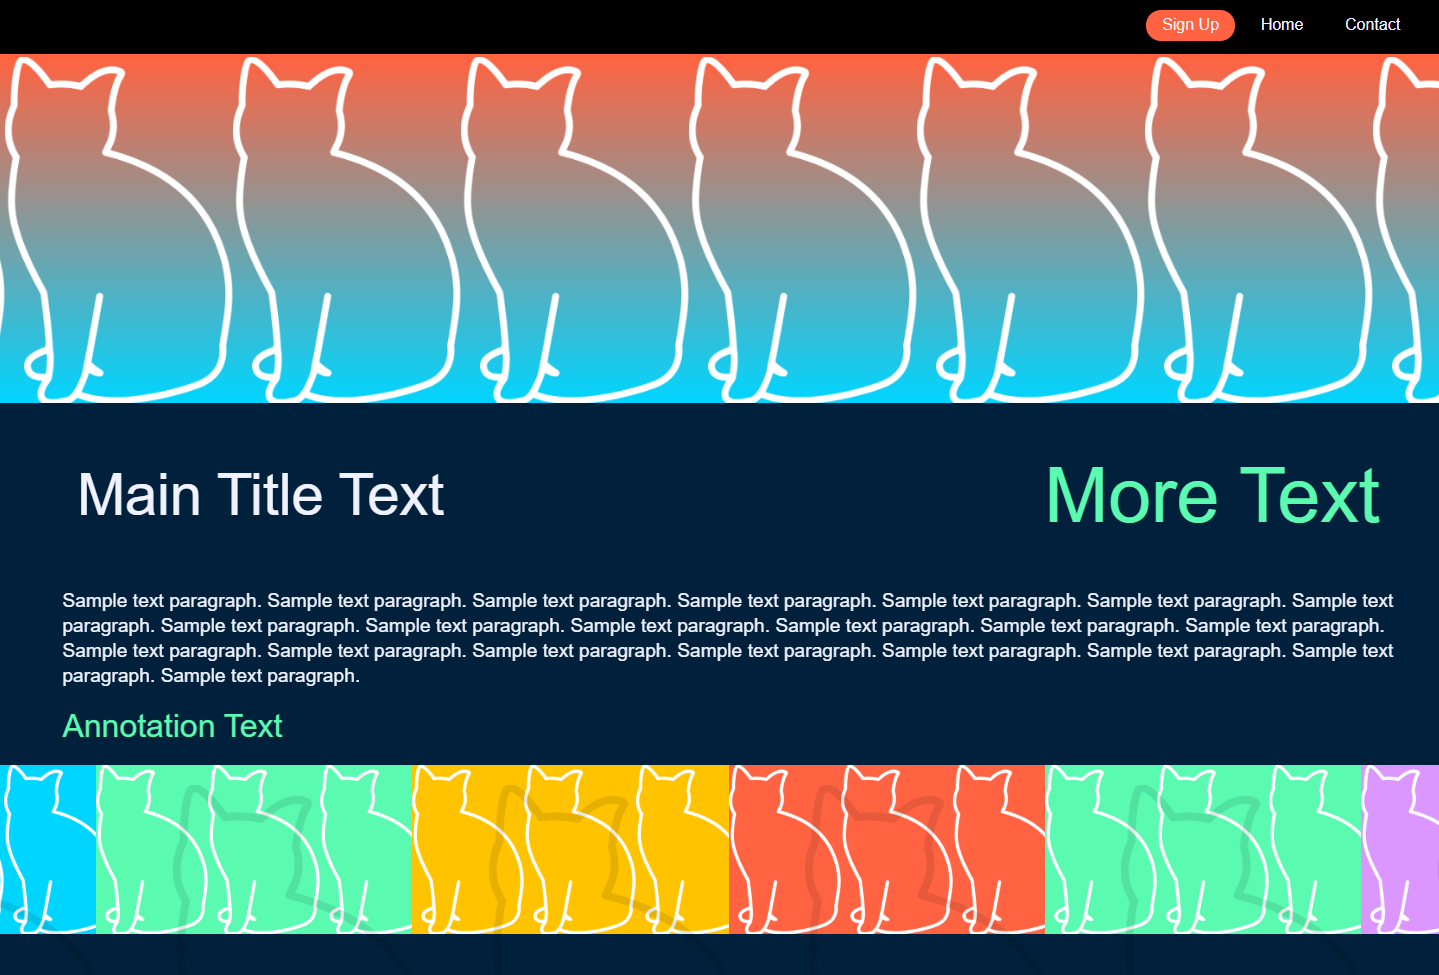 Sign Up Home Contact
Main Title Text More Text
Sample text paragraph. Sample text paragraph. Sample text paragraph. Sample text paragraph. Sample text paragraph. Sample text paragraph. Sample text
paragraph. Sample text paragraph. Sample text paragraph. Sample text paragraph. Sample text paragraph. Sample text paragraph. Sample text paragraph.
Sample text paragraph. Sample text paragraph. Sample text paragraph. Sample text paragraph. Sample text paragraph. Sample text paragraph. Sample text
paragraph. Sample text paragraph.
Annotation Text